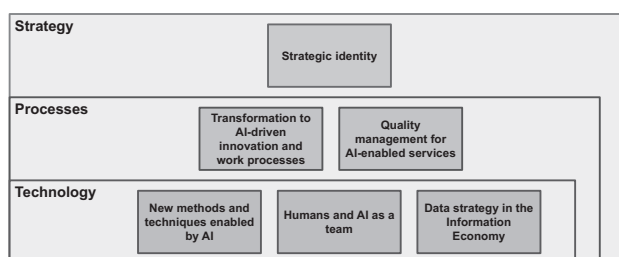 Strategy
Strategic identity
Processes
Transformation to
AI-driven
innovation and
work processes
Quality
management for
AI-enabled services
Technology
New methods and
techniques enabled
by AI
Humans and AI as a
team
Data strategy in the
Information
Economy